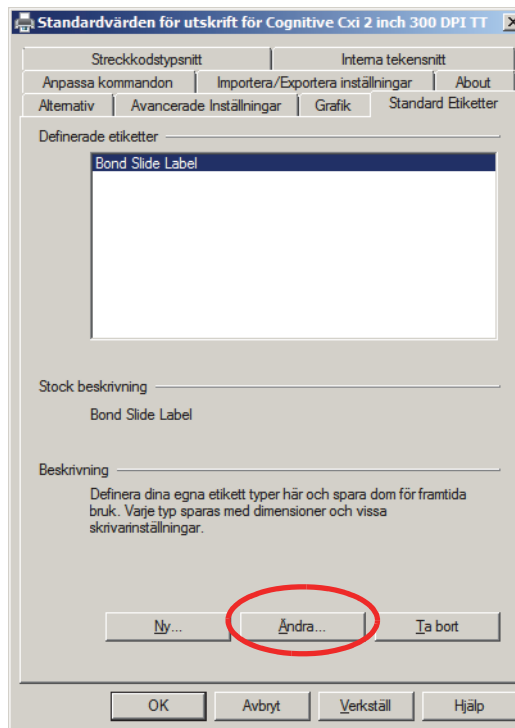 Standardvärden för utskrift för Cognitive Cxi 2 inch 300 DPI TT
Streckkodstypsnitt Interna tekensnitt
Anpassa kommandon Importera/Exportera inställningar About
Alternativ Avancerade Inställningar Grafik Standard Etiketter
Definerade etiketter
Bond Slide Label
Stock beskrivning
Bond Slide Label
Beskrivning
Definera dina egna etikett typer här och spara dom för framtida
bruk. Varje typ sparas med dimensioner och vissa
skrivarinställningar.
Ny... Ändra... Ta bort
OK Avbryt Verkställ Hjälp